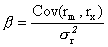 β = Cov(r_m , r_x) / σ_r^2